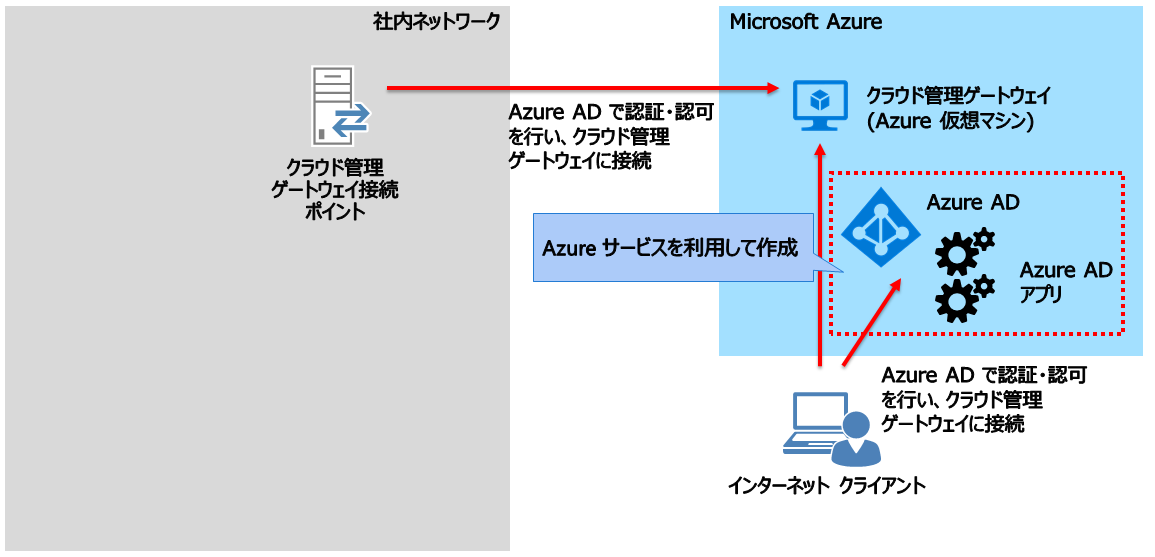 社内ネットワーク
Microsoft Azure
Azure AD で認証・認可
を行い、クラウド管理
ゲートウェイに接続
クラウド管理ゲートウェイ
(Azure 仮想マシン)
クラウド管理
ゲートウェイ接続
ポイント
Azure AD
Azure サービスを利用して作成
Azure AD
アプリ
Azure AD で認証・認可
を行い、クラウド管理
ゲートウェイに接続
インターネット クライアント